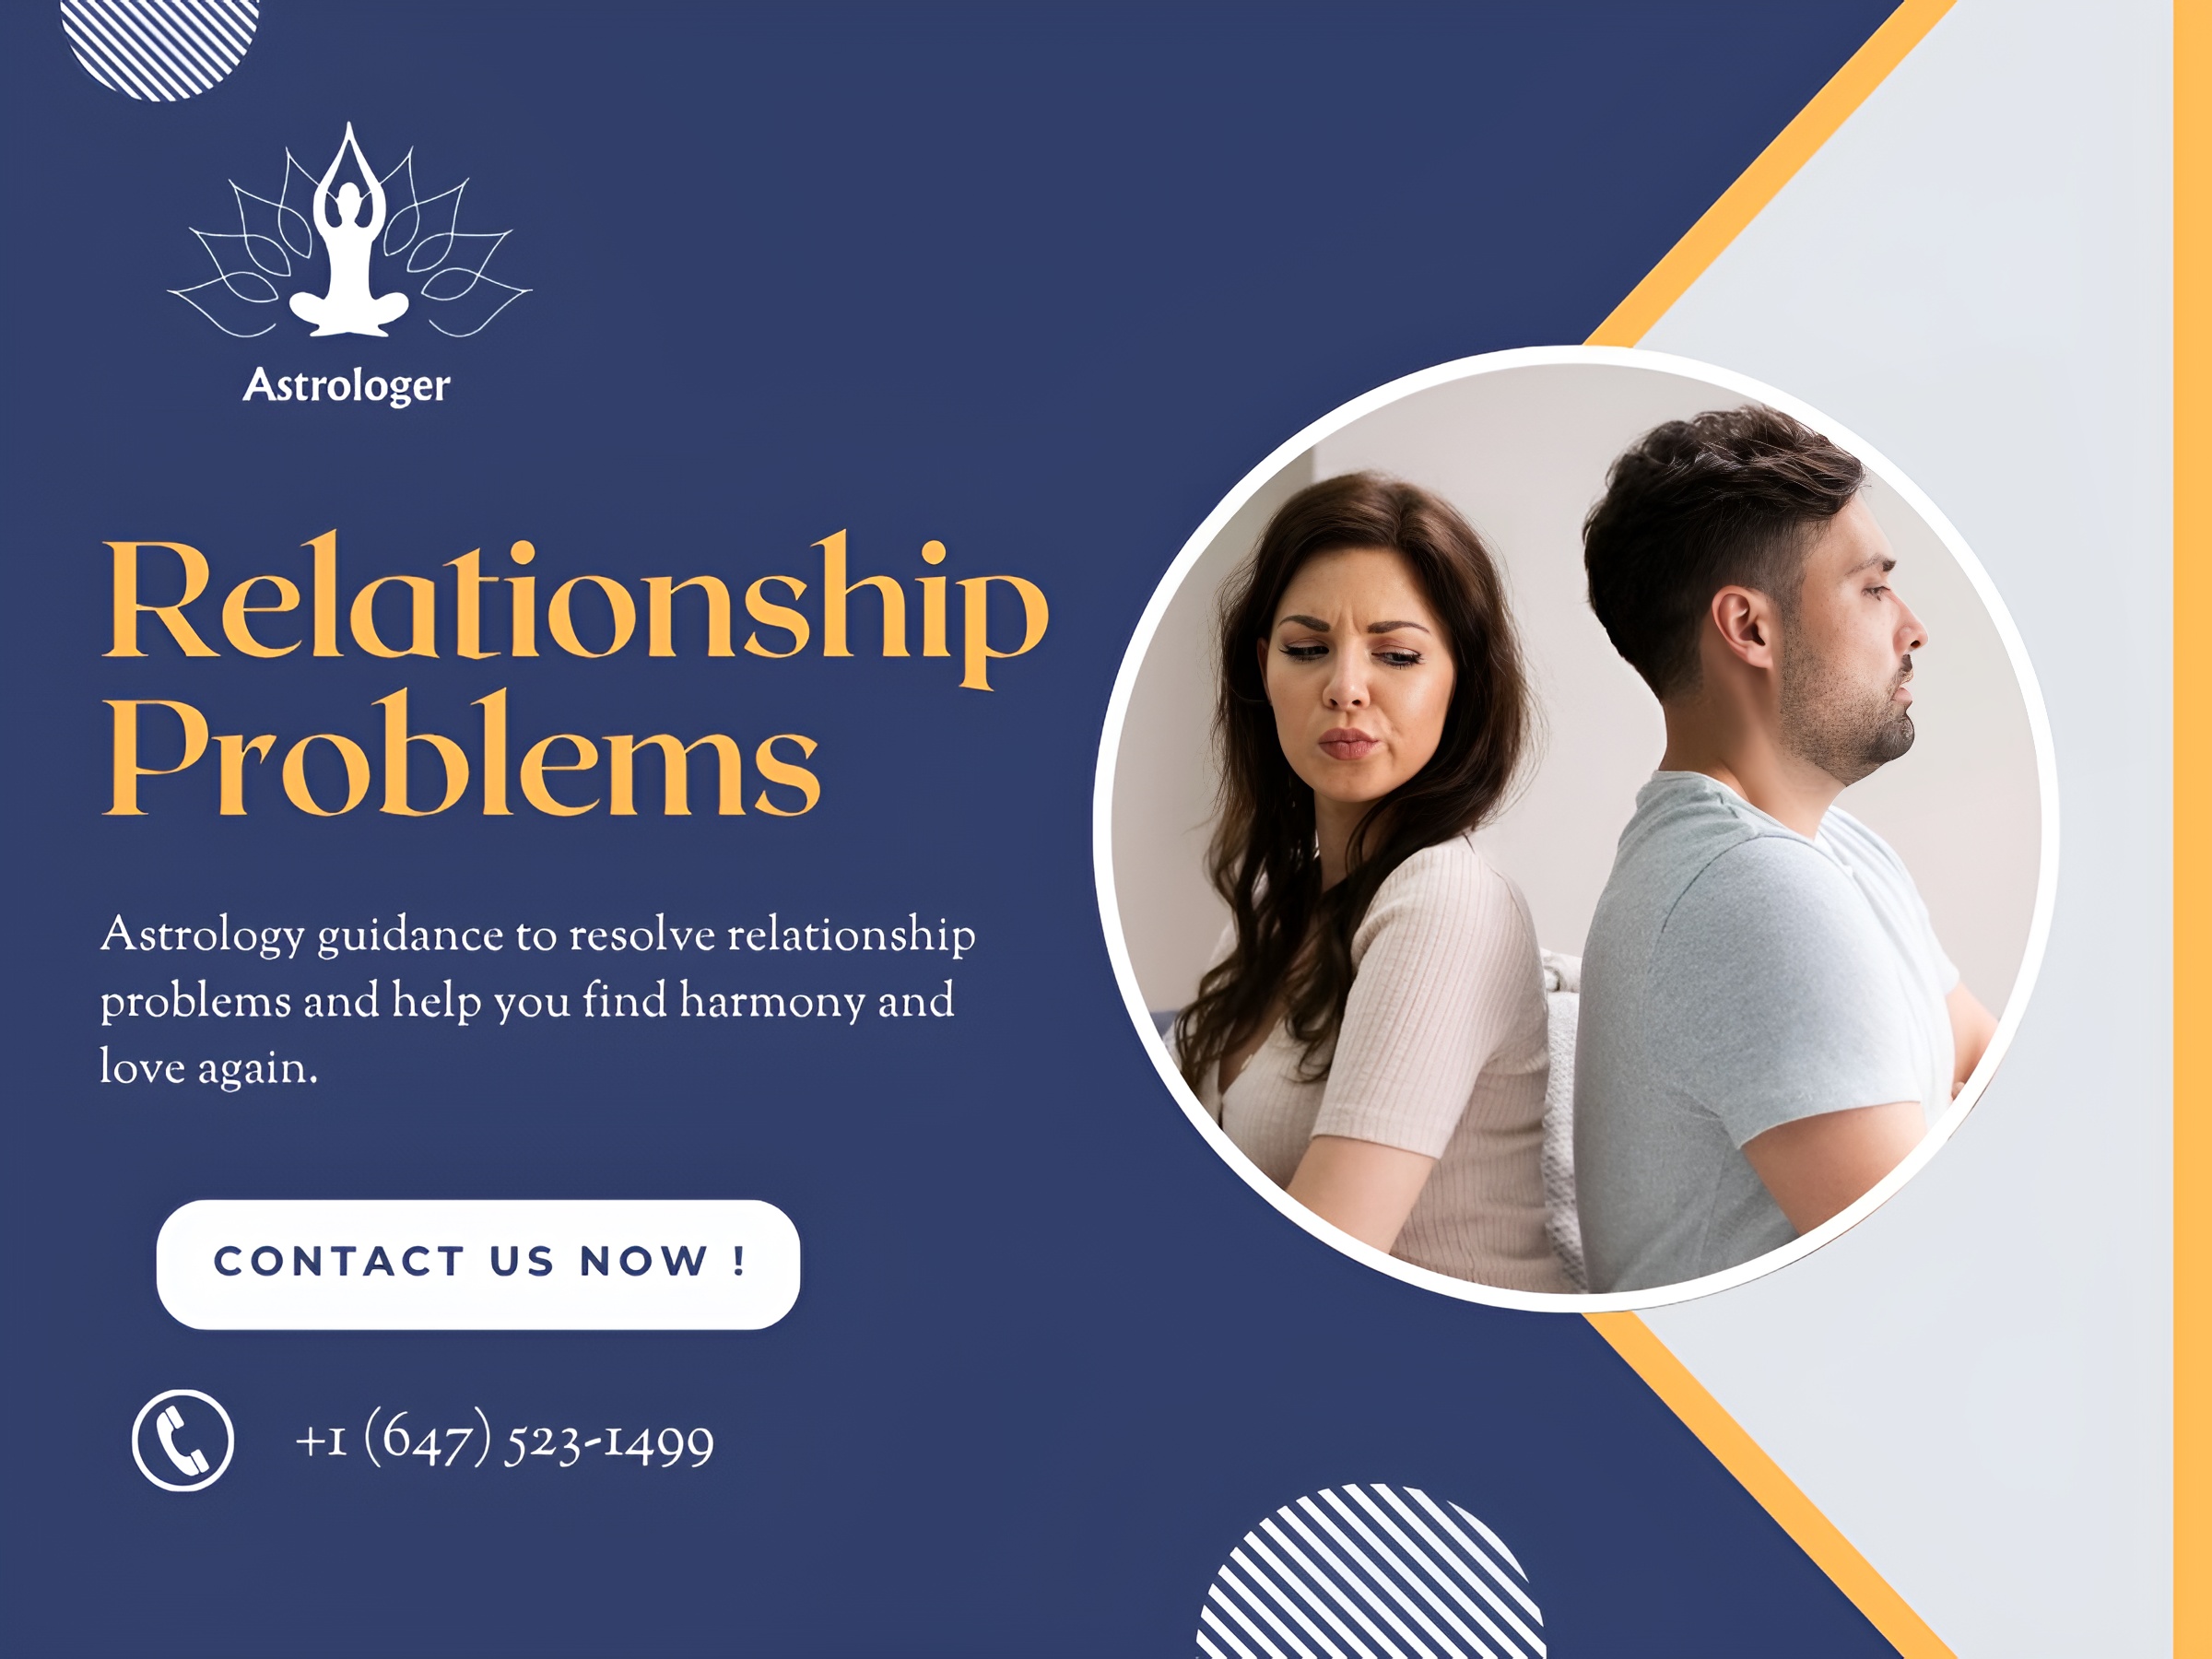 Astrologer
Relationship
Problems
Astrology guidance to resolve relationship
problems and help you find harmony and
love again.
CONTACT US NOW !
+1 (647) 523-1499